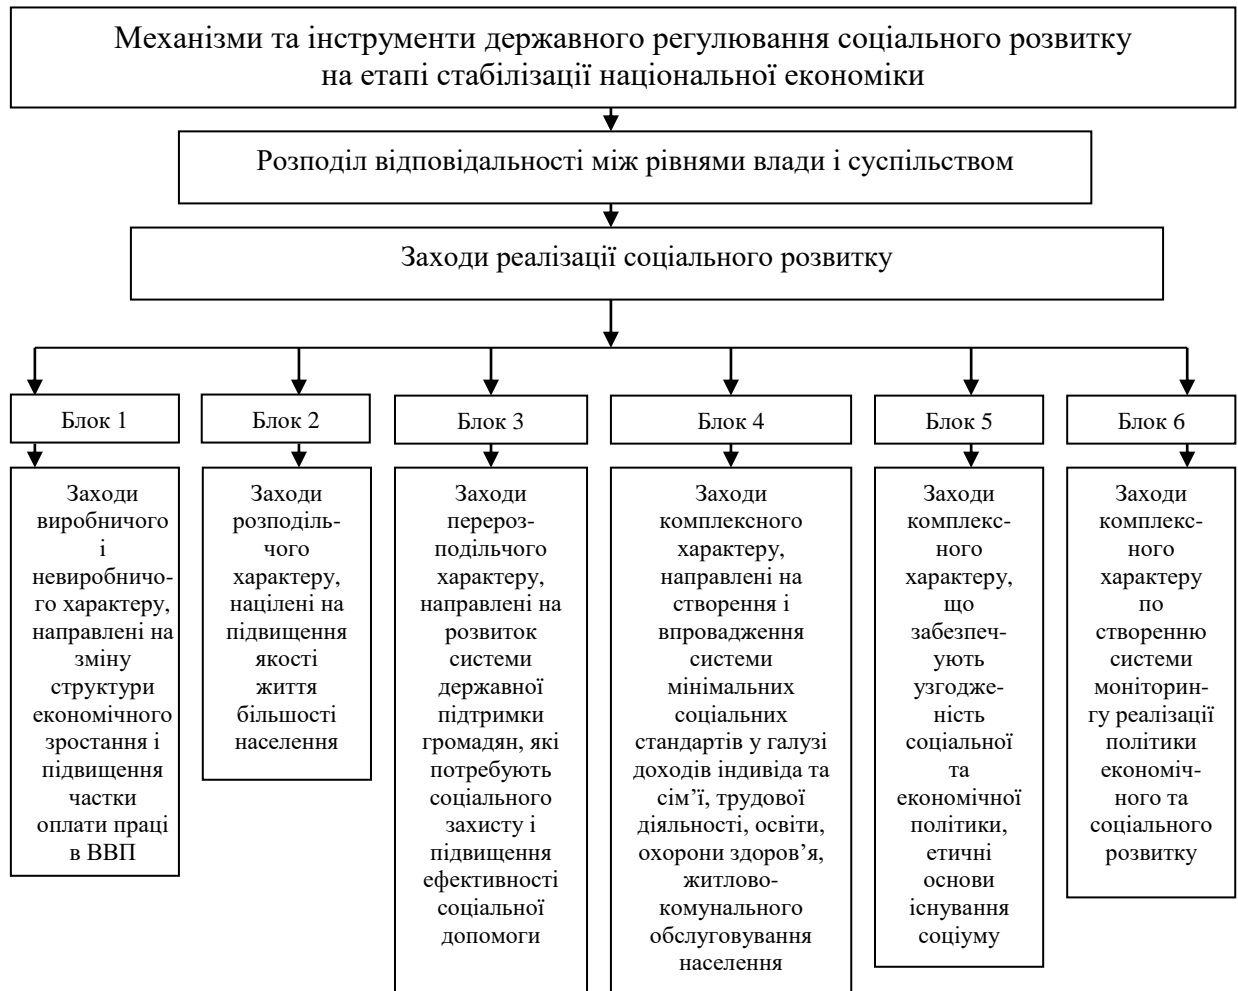 Механізми та інструменти державного регулювання соціального розвитку
на етапі стабілізації національної економіки
Розподіл відповідальності між рівнями влади і суспільством
Заходи реалізації соціального розвитку
Блок 1
Блок 2
Блок 3
Блок 4
Блок 5
Блок 6
Заходи
виробничого
і
невиробничо-
го характеру,
направлені на
зміну
структури
економічного
зростання і
підвищення
частки
оплати праці
в ВВП
Заходи
розподіль-
чого
характеру,
націлені на
підвищення
якості
життя
більшості
населення
Заходи
перероз-
подільчого
характеру,
направлені на
розвиток
системи
державної
підтримки
громадян, які
потребують
соціального
захисту і
підвищення
ефективності
соціальної
допомоги
Заходи
комплексного
характеру,
направлені на
створення і
впровадження
системи
мінімальних
соціальних
стандартів у галузі
доходів індивіда та
сім’ї, трудової
діяльності, освіти,
охорони здоров’я,
житлово-
комунального
обслуговування
населення
Заходи
комплекс-
ного
характеру,
що
забезпеч-
ують
узгодже-
ність
соціальної
та
економічної
політики,
етичні
основи
існування
соціуму
Заходи
комплекс-
ного
характеру
по
створенню
системи
моніторин-
гу реалізації
політики
економіч-
ного та
соціального
розвитку